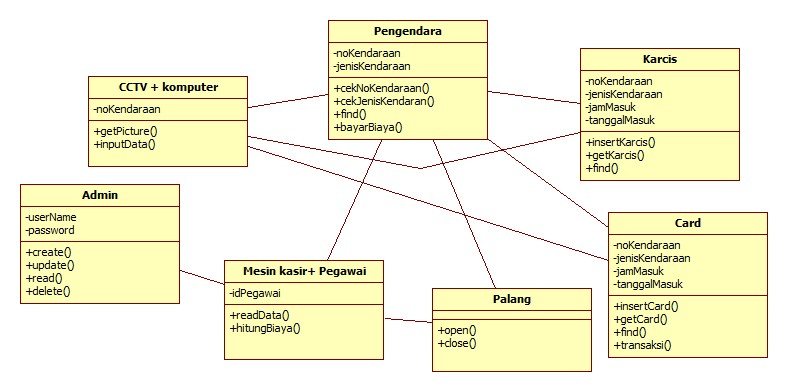 Pengendara
-noKendaraan
-jenisKendaraan
+cekNoKendaraan()
+cekJenisKendaran()
+find()
+bayarBiaya()
Karcis
-noKendaraan
-jenisKendaraan
-jamMasuk
-tanggalMasuk
+insertKarcis()
+getKarcis()
+find()
CCTV + komputer
-noKendaraan
+getPicture()
+inputData()
Admin
-userName
-password
+create()
+update()
+read()
+delete()
Mesin kasir+ Pegawai
-idPegawai
+readData()
+hitungBiaya()
Palang
+open()
+close()
Card
-noKendaraan
-jenisKendaraan
-jamMasuk
-tanggalMasuk
+insertCard()
+getCard()
+find()
+transaksi()